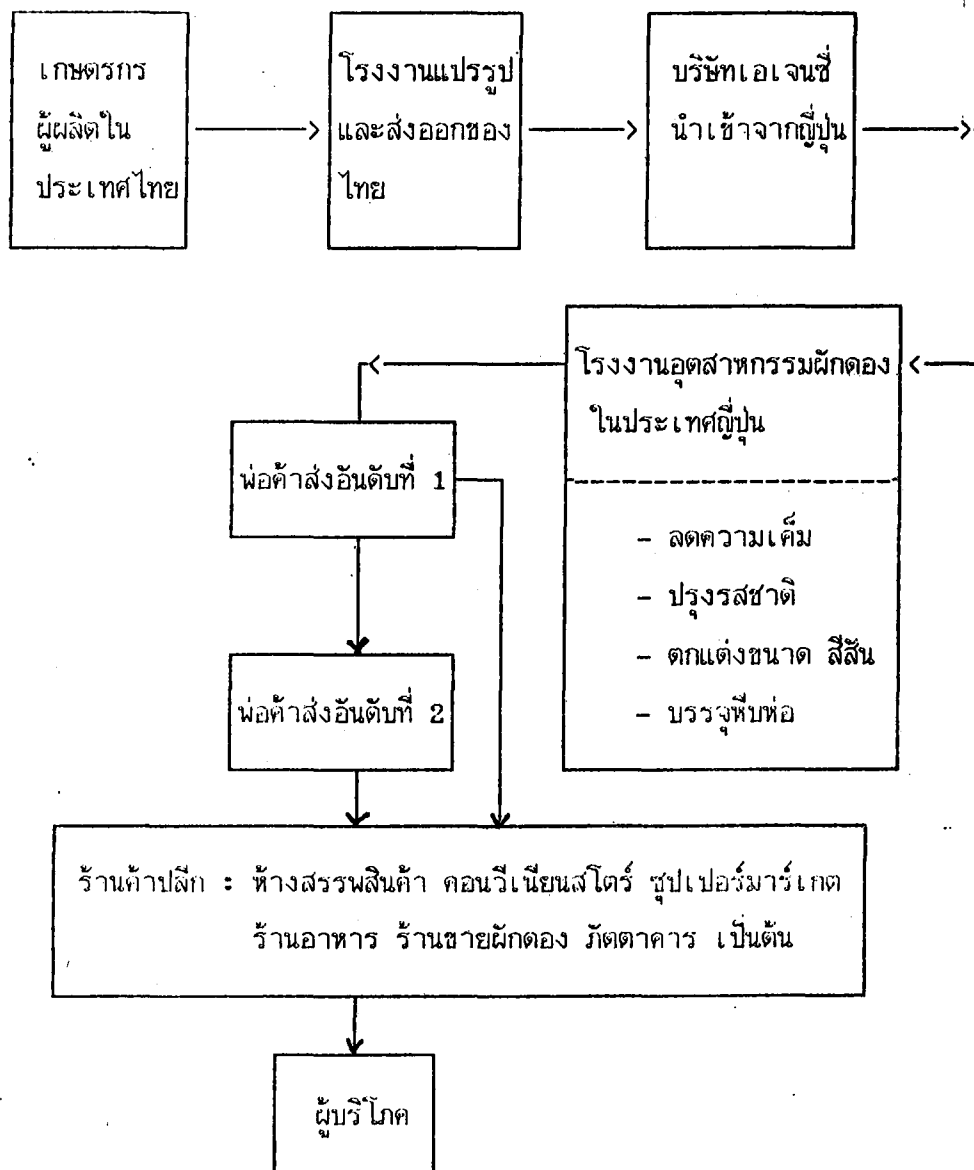 เกษตรกร
ผู้ผลิตใน
ประเทศไทย
โรงงานแปรรูป
และส่งออกของ
ไทย
บริษัทเอเจนซี่
นำเข้าจากญี่ปุ่น
โรงงานอุตสาหกรรมผักดอง
ในประเทศญี่ปุ่น
- ลดความเค็ม
- ปรุงรสชาติ
- ตกแต่งขนาด สีสัน
- บรรจุหีบห่อ
พ่อค้าส่งอันดับที่ 1
พ่อค้าส่งอันดับที่ 2
ร้านค้าปลีก : ห้างสรรพสินค้า คอนวีเนียนสโตร์ ซุปเปอร์มาร์เกต
ร้านอาหาร ร้านขายผักดอง ภัตตาคาร เป็นต้น
ผู้บริโภค